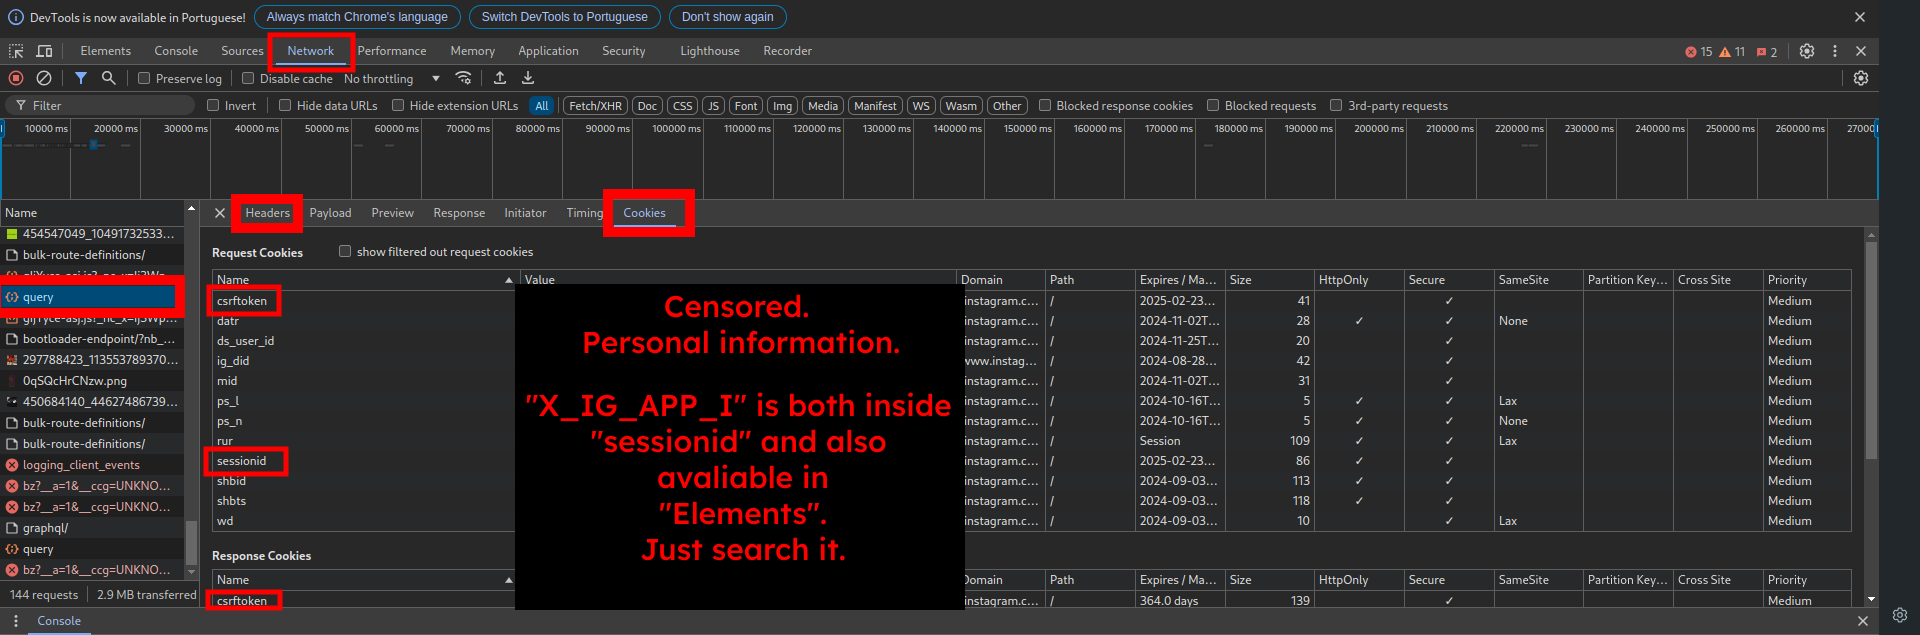 DevTools is now available in Portuguese! Always match Chrome's language Switch DevTools to Portuguese Don't show again
Elements Console Sources Network Performance Memory Application Security Lighthouse Recorder 15 11 2
Preserve log Disable cache No throttling
Filter Invert Hide data URLs Hide extension URLs All Fetch/XHR Doc CSS JS Font Img Media Manifest WS Wasm Other Blocked response cookies Blocked requests 3rd-party requests
10000 ms 20000 ms 30000 ms 40000 ms 50000 ms 60000 ms 70000 ms 80000 ms 90000 ms 100000 ms 110000 ms 120000 ms 130000 ms 140000 ms 150000 ms 160000 ms 170000 ms 180000 ms 190000 ms 200000 ms 210000 ms 220000 ms 230000 ms 240000 ms 250000 ms 260000 ms 27000
Name
454547049_10491732533...
bulk-route-definitions/
query
bootloader-endpoint/?nb_...
297788423_113553789370...
0qSQcHrCNzw.png
450684140_44627486739...
bulk-route-definitions/
bulk-route-definitions/
logging_client_events
bz?__a=1&__ccg=UNKNO...
bz?__a=1&__ccg=UNKNO...
graphql/
query
bz?__a=1&__ccg=UNKNO...
144 requests 2.9 MB transferred
Headers Payload Preview Response Initiator Timing Cookies
Request Cookies show filtered out request cookies
Name Value Domain Path Expires / Ma... Size HttpOnly Secure SameSite Partition Key... Cross Site Priority
csrftoken instagram.c... / 2025-02-23... 41 ✓ Medium
datr instagram.c... / 2024-11-02T... 28 ✓ ✓ None Medium
ds_user_id instagram.c... / 2024-11-25T... 20 ✓ Medium
ig_did www.instag... / 2024-08-28... 42 ✓ Medium
mid instagram.c... / 2024-11-02T... 31 ✓ Medium
ps_l instagram.c... / 2024-10-16T... 5 ✓ ✓ Lax Medium
ps_n instagram.c... / 2024-10-16T... 5 ✓ ✓ None Medium
rur instagram.c... / Session 109 ✓ ✓ Lax Medium
sessionid instagram.c... / 2025-02-23... 86 ✓ ✓ Medium
shbid instagram.c... / 2024-09-03... 113 ✓ ✓ Medium
shbts instagram.c... / 2024-09-03... 118 ✓ ✓ Medium
wd instagram.c... / 2024-09-03... 10 ✓ Lax Medium
Censored.
Personal information.
"X_IG_APP_I" is both inside
"sessionid" and also
avaliable in
"Elements".
Just search it.
Response Cookies
Name Domain Path Expires / Ma... Size HttpOnly Secure SameSite Partition Key... Cross Site Priority
csrftoken instagram.c... / 364.0 days 139 ✓ Medium
Console